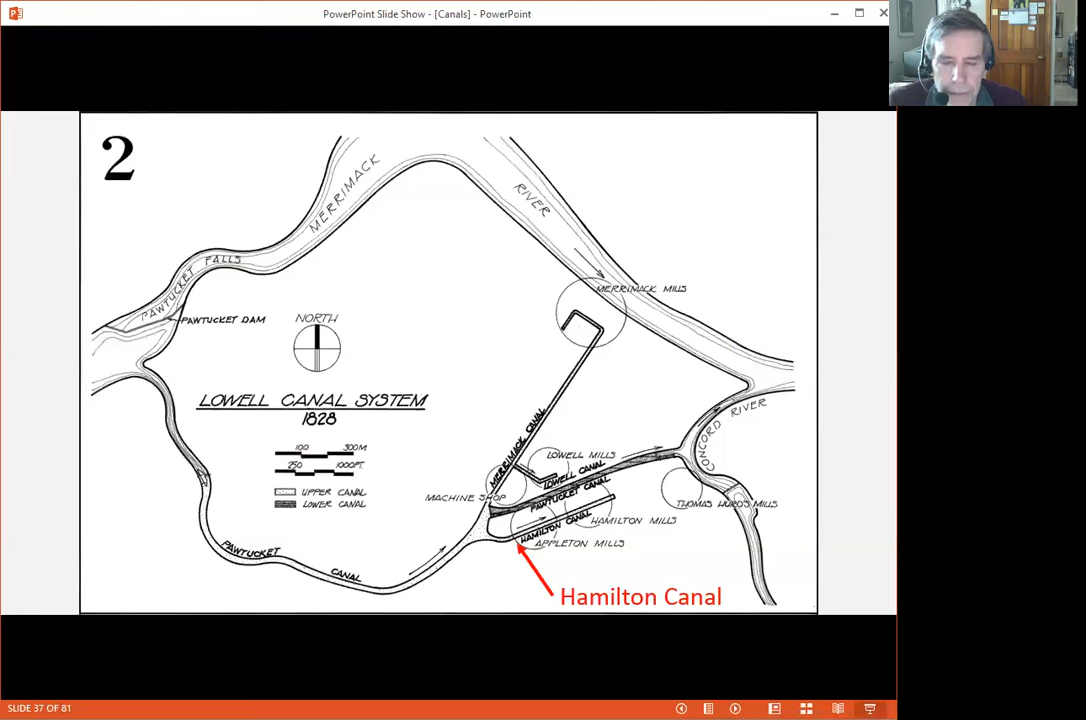 PowerPoint Slide Show - [Canals] - PowerPoint
2
MERRIMACK
RIVER
PAWTUCKET FALLS
PAWTUCKET DAM
NORTH
MERRIMACK MILLS
LOWELL CANAL SYSTEM
1828
100 300M
250 1000FT.
UPPER CANAL
LOWER CANAL
CONCORD RIVER
MERRIMACK CANAL
LOWELL MILLS
LOWELL CANAL
PAWTUCKET CANAL
MACHINE SHOP
THOMAS HURD'S MILLS
HAMILTON MILLS
HAMILTON CANAL
APPLETON MILLS
PAWTUCKET
CANAL
Hamilton Canal
SLIDE 37 OF 81